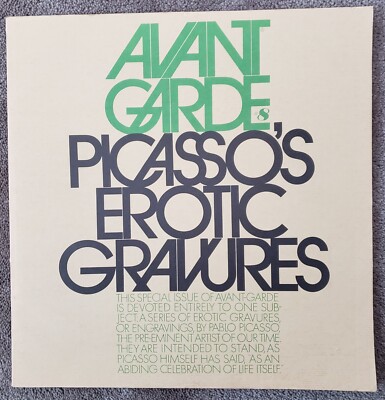 AVANT
GARDE 8
PICASSO'S
EROTIC
GRAVURES
THIS SPECIAL ISSUE OF AVANT-GARDE
IS DEVOTED ENTIRELY TO ONE SUB-
JECT: A SERIES OF EROTIC GRAVURES,
OR ENGRAVINGS, BY PABLO PICASSO,
THE PRE-EMINENT ARTIST OF OUR TIME.
THEY ARE INTENDED TO STAND, AS
PICASSO HIMSELF HAS SAID, AS AN
ABIDING CELEBRATION OF LIFE ITSELF.